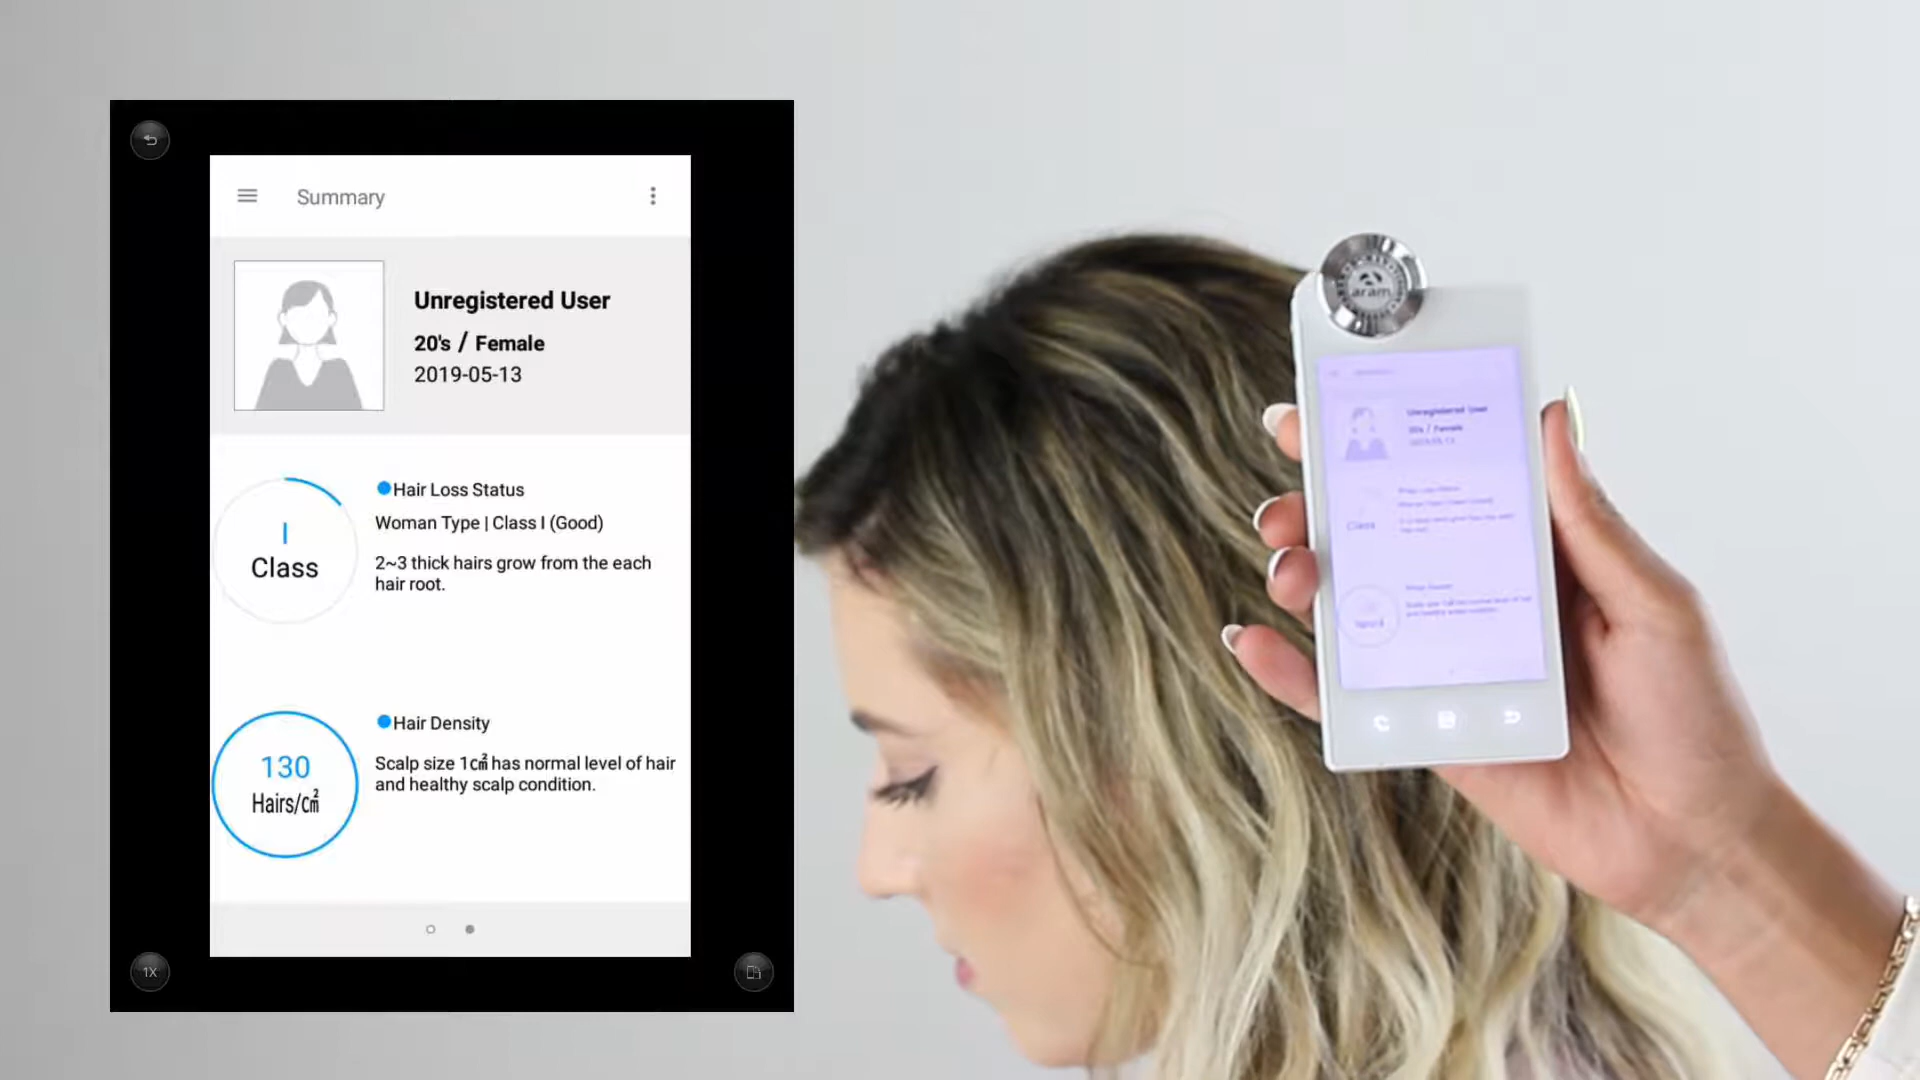 Summary
Unregistered User
20's / Female
2019-05-13
I
Class
Hair Loss Status
Woman Type | Class I (Good)
2~3 thick hairs grow from the each
hair root.
130
Hairs/㎠
Hair Density
Scalp size 1㎠ has normal level of hair
and healthy scalp condition.
1X
aram
Unregistered User
20's / Female
Class